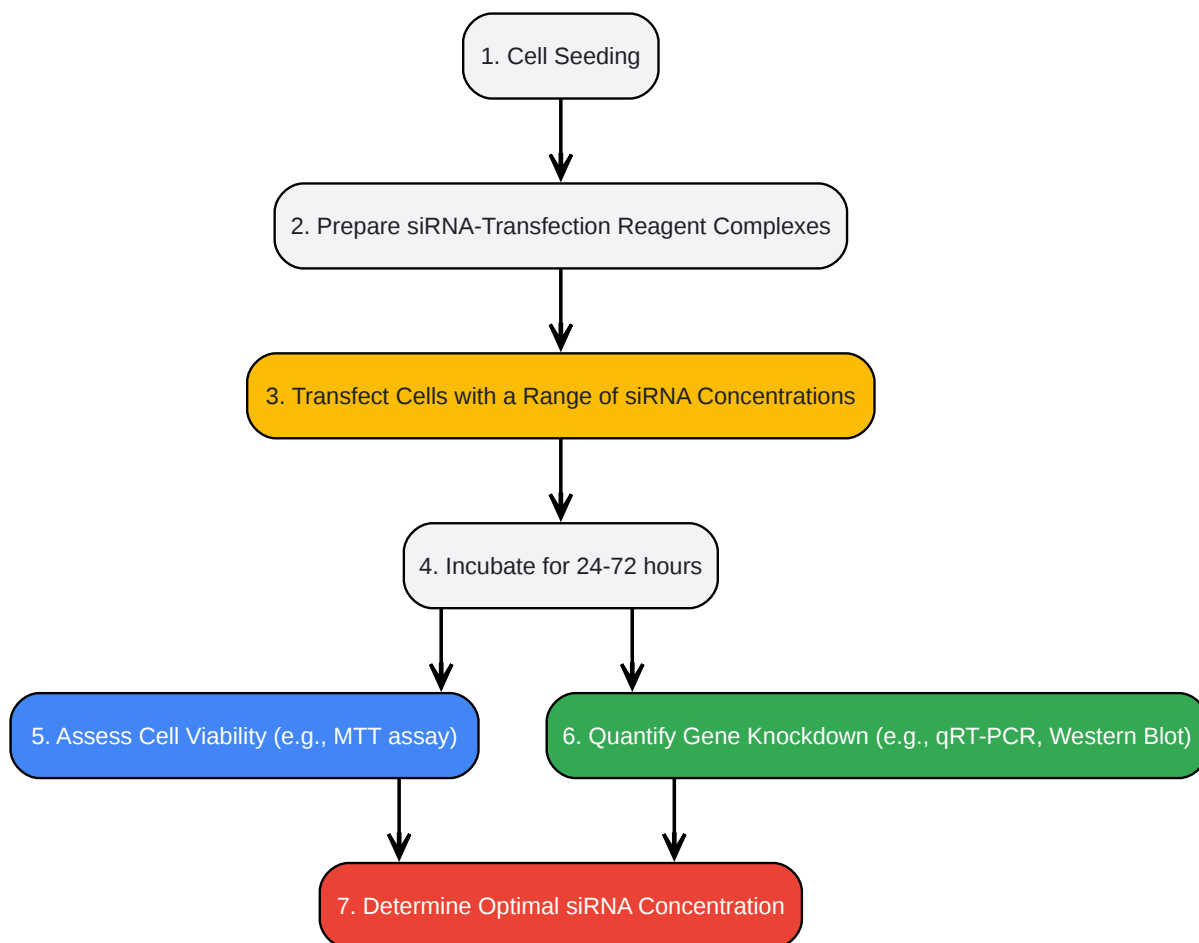 1. Cell Seeding
2. Prepare siRNA-Transfection Reagent Complexes
3. Transfect Cells with a Range of siRNA Concentrations
4. Incubate for 24-72 hours
5. Assess Cell Viability (e.g., MTT assay)
6. Quantify Gene Knockdown (e.g., qRT-PCR, Western Blot)
7. Determine Optimal siRNA Concentration